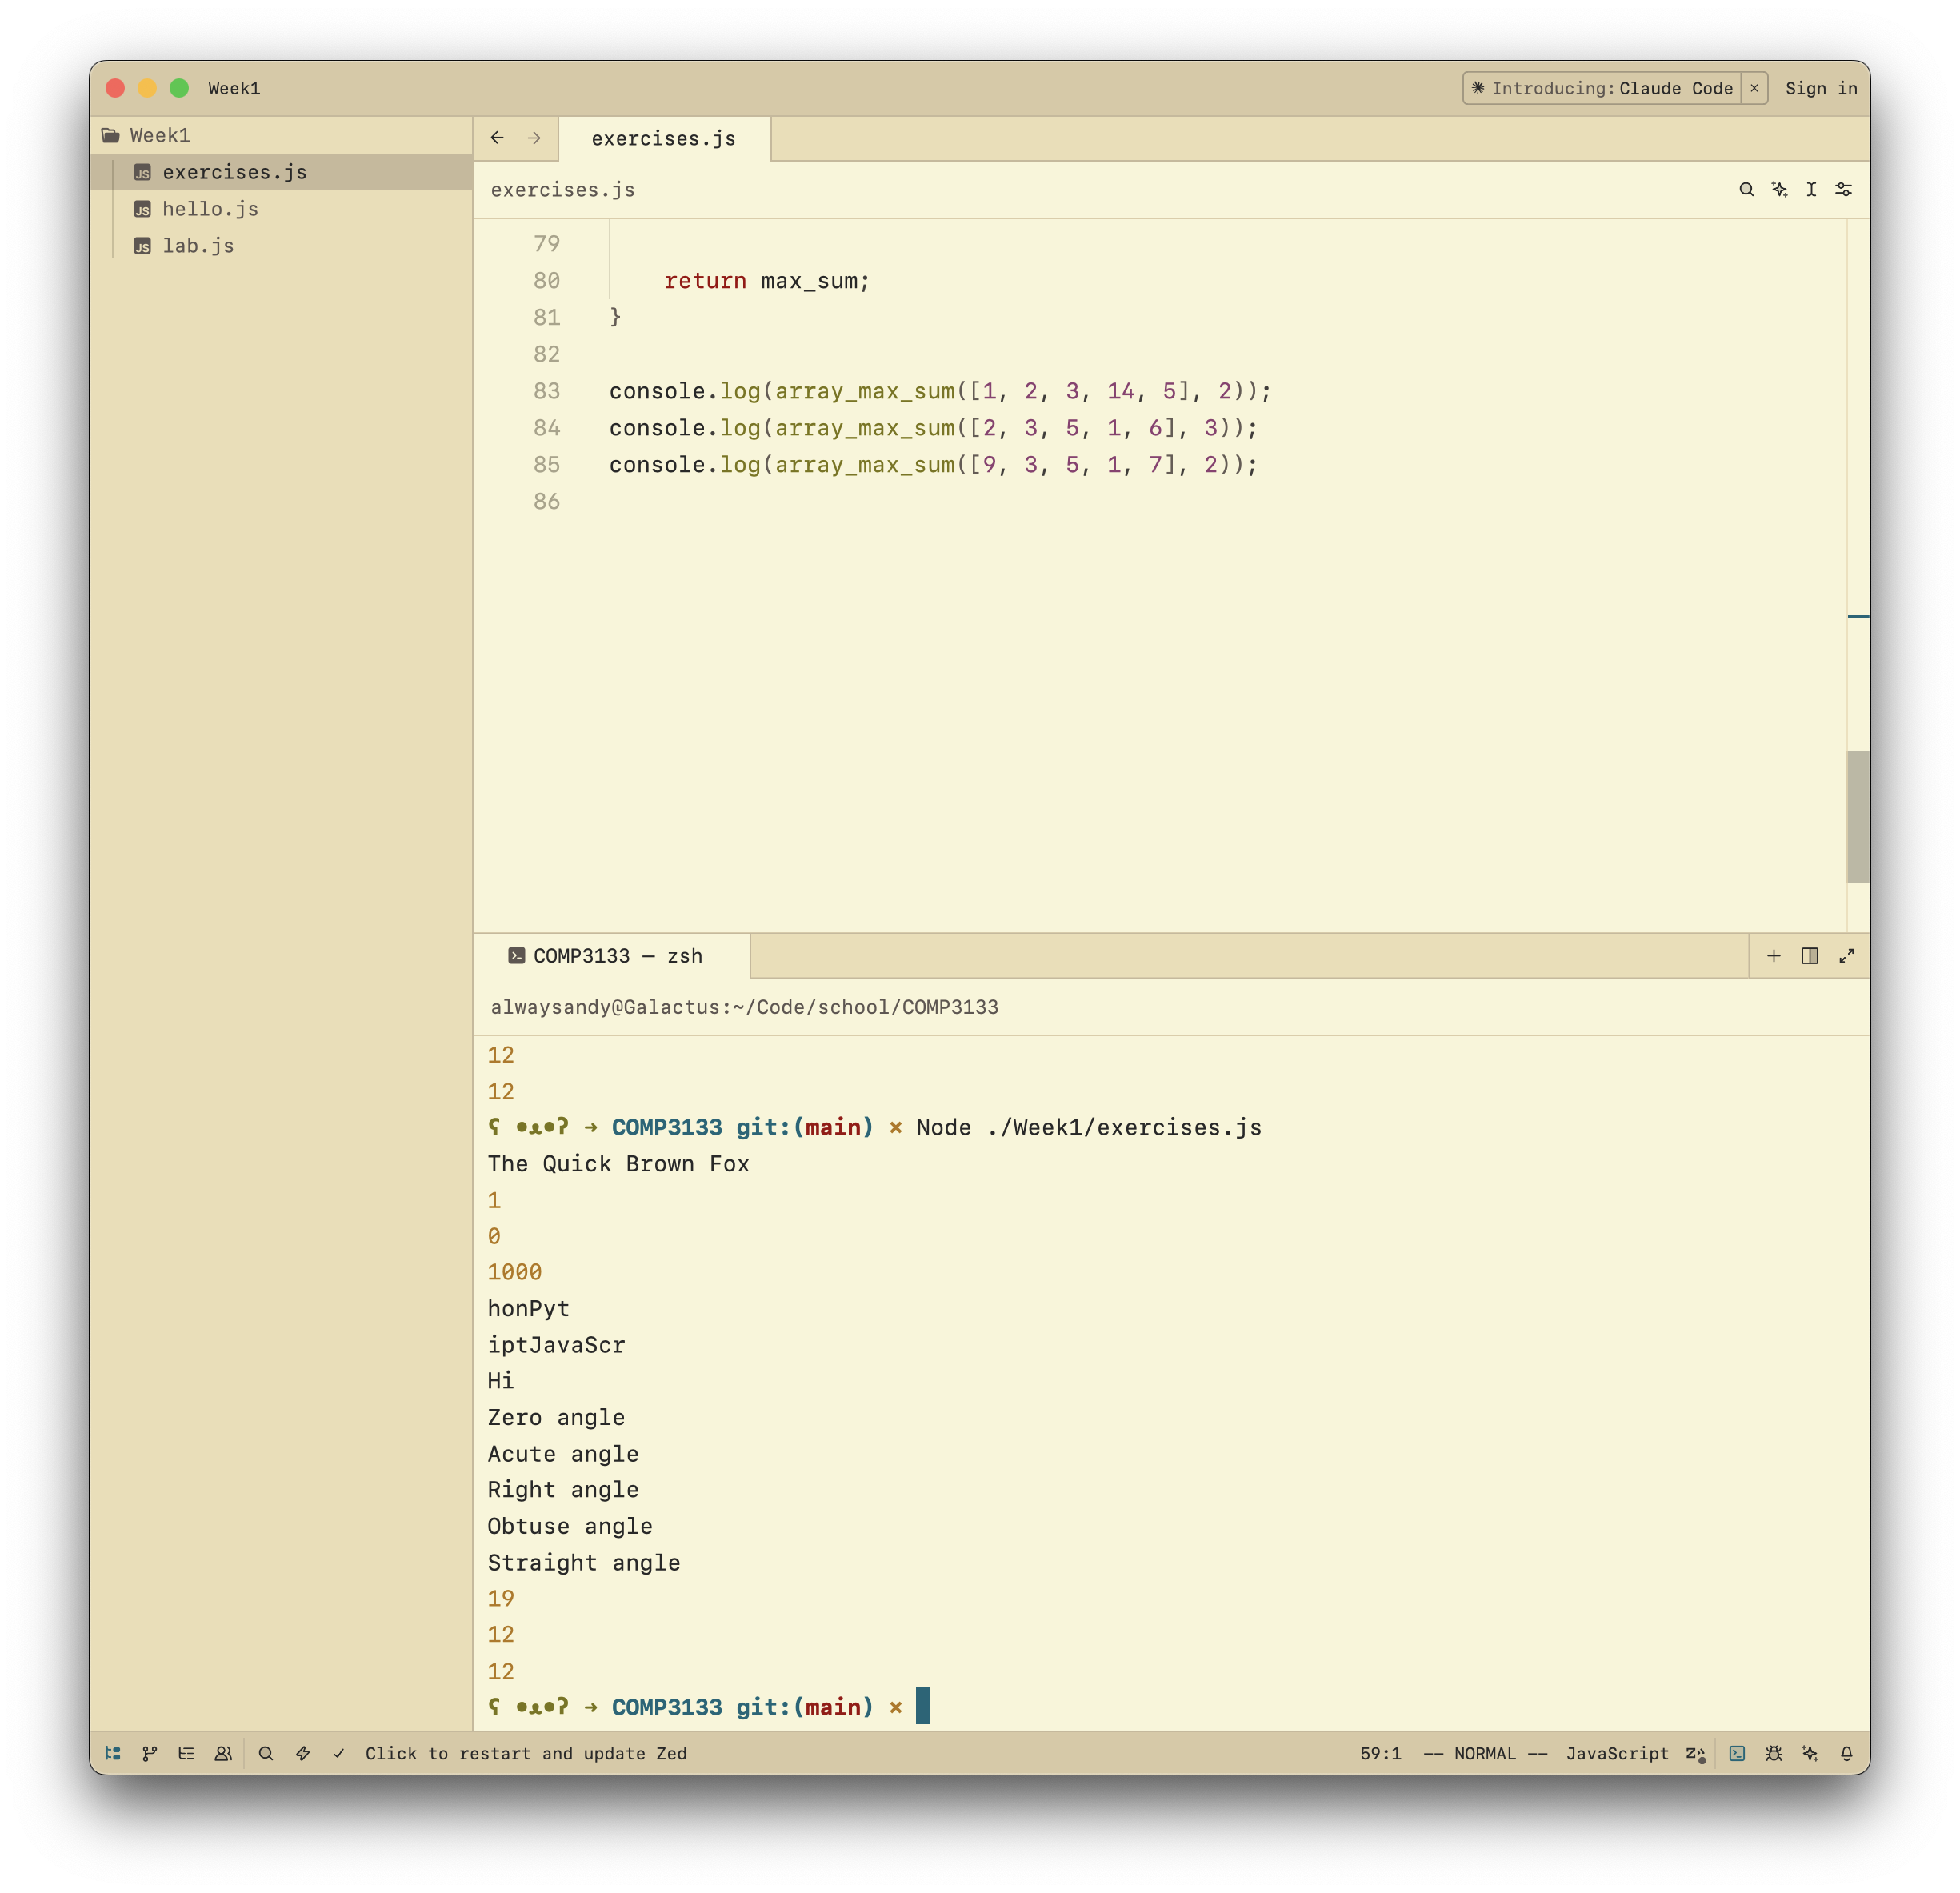 Week1
Introducing: Claude Code × Sign in
Week1
exercises.js
hello.js
lab.js
← → exercises.js
exercises.js
79
80 return max_sum;
81 }
82
83 console.log(array_max_sum([1, 2, 3, 14, 5], 2));
84 console.log(array_max_sum([2, 3, 5, 1, 6], 3));
85 console.log(array_max_sum([9, 3, 5, 1, 7], 2));
86
COMP3133 — zsh
alwaysandy@Galactus:~/Code/school/COMP3133
12
12
ʕ •ᴥ•ʔ → COMP3133 git:(main) × Node ./Week1/exercises.js
The Quick Brown Fox
1
0
1000
honPyt
iptJavaScr
Hi
Zero angle
Acute angle
Right angle
Obtuse angle
Straight angle
19
12
12
ʕ •ᴥ•ʔ → COMP3133 git:(main) ×
Click to restart and update Zed 59:1 -- NORMAL -- JavaScript